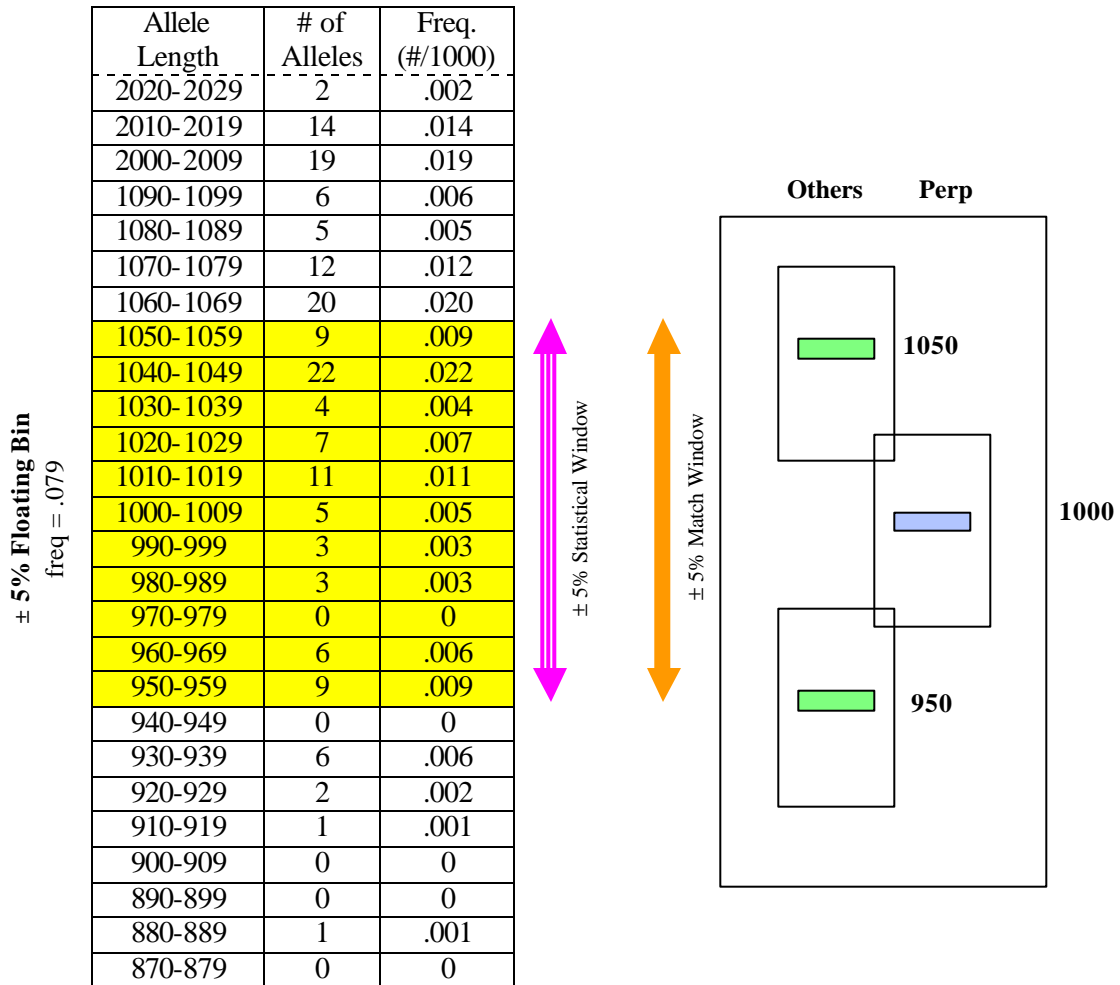 Allele Length # of Alleles Freq. (#/1000)
2020-2029 2 .002
2010-2019 14 .014
2000-2009 19 .019
1090-1099 6 .006
1080-1089 5 .005
1070-1079 12 .012
1060-1069 20 .020
1050-1059 9 .009
1040-1049 22 .022
1030-1039 4 .004
1020-1029 7 .007
1010-1019 11 .011
1000-1009 5 .005
990-999 3 .003
980-989 3 .003
970-979 0 0
960-969 6 .006
950-959 9 .009
940-949 0 0
930-939 6 .006
920-929 2 .002
910-919 1 .001
900-909 0 0
890-899 0 0
880-889 1 .001
870-879 0 0
± 5% Floating Bin
freq = .079
± 5% Statistical Window
± 5% Match Window
Others Perp
1050
1000
950